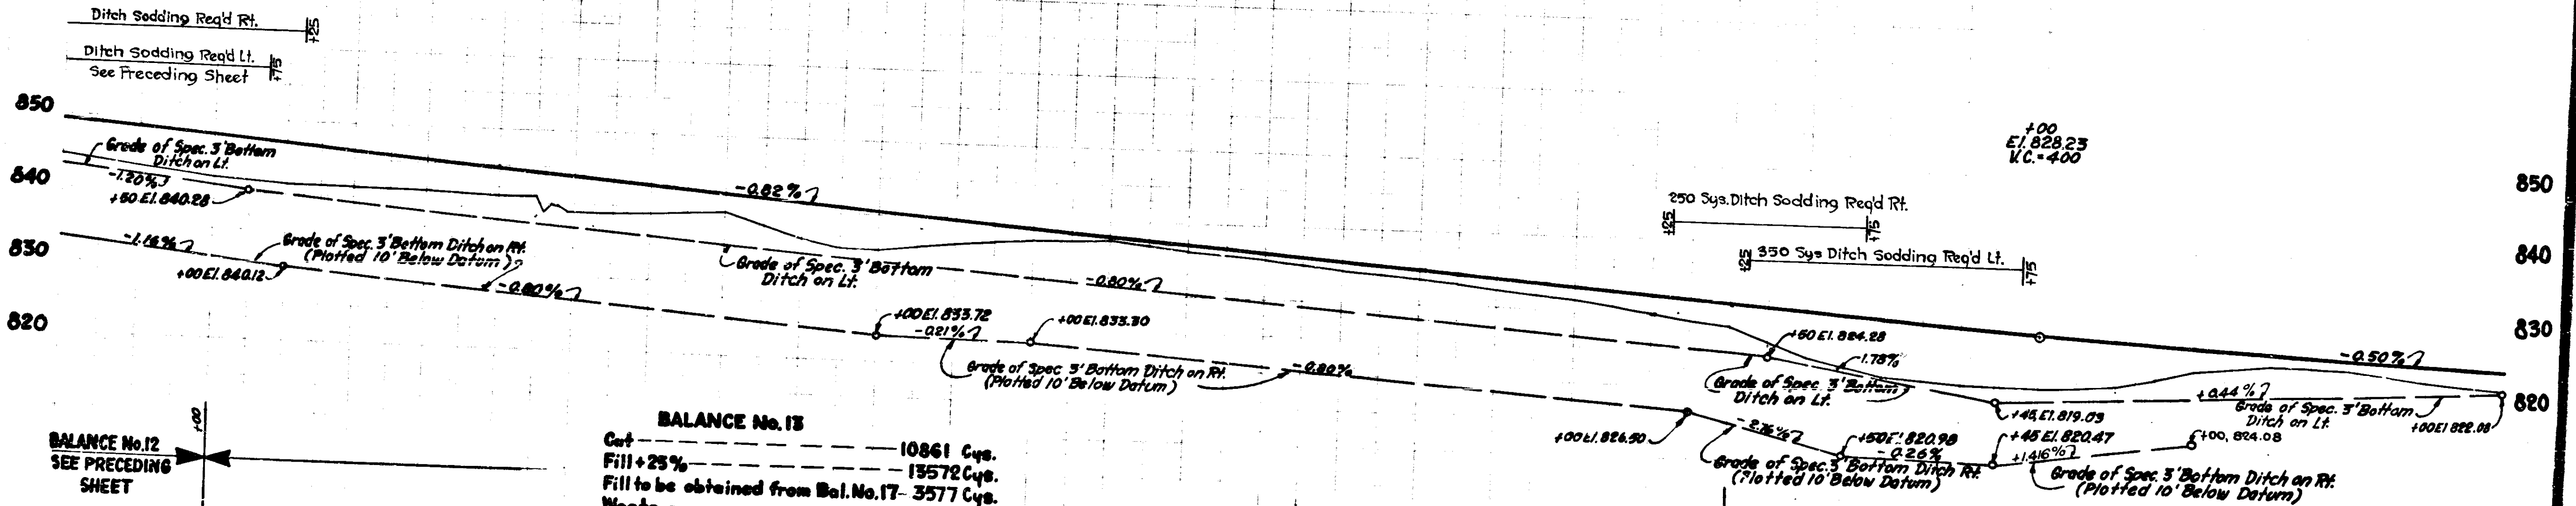 Ditch Sodding Req'd Rt.
+25
Ditch Sodding Req'd Lt.
See Preceding Sheet
+75
850
840
830
820
Grade of Spec. 3' Bottom
Ditch on Lt.
-1.20%
+50 El. 840.28
-1.16%
+00 El. 840.12
Grade of Spec. 3' Bottom Ditch on Rt.
(Plotted 10' Below Datum)
-0.80%
-0.82%
Grade of Spec. 3' Bottom
Ditch on Lt.
-0.80%
+00 El. 833.72
-0.21%
+00 El. 833.30
Grade of Spec 3' Bottom Ditch on Rt.
(Plotted 10' Below Datum)
-0.80%
+00
El. 828.23
V.C. = 400
250 Sys. Ditch Sodding Req'd Rt.
+25
+75
350 Sys Ditch Sodding Req'd Lt.
+25
+75
850
840
830
820
+50 El. 824.28
-1.78%
Grade of Spec. 3' Bottom
Ditch on Lt.
+00 El. 826.50
-2.76%
+50 El. 820.98
-0.26%
Grade of Spec. 3' Bottom Ditch Rt.
(Plotted 10' Below Datum)
+45 El. 819.03
+45 El. 820.47
+1.416%
+00, 824.08
Grade of Spec. 3' Bottom Ditch on Rt.
(Plotted 10' Below Datum)
-0.50%
+0.44%
Grade of Spec. 3' Bottom
Ditch on Lt.
+00 El 822.08
+00
BALANCE No. 12
SEE PRECEDING
SHEET
BALANCE No. 13
Cut 10861 Cys.
Fill + 25% 13572 Cys.
Fill to be obtained from Bal. No. 17 - 3577 Cys.